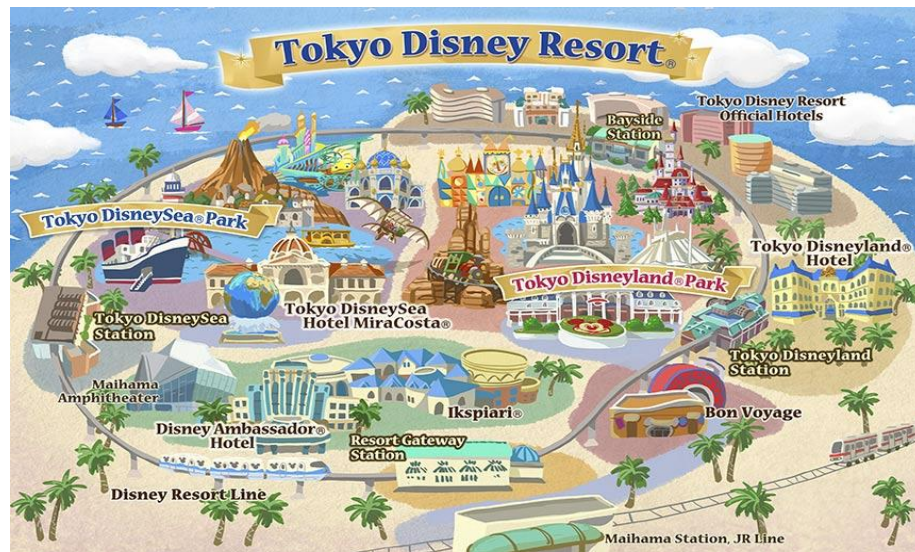 Tokyo Disney Resort®
Tokyo Disney Resort
Official Hotels
Bayside
Station
Tokyo DisneySea® Park
Tokyo Disneyland®
Hotel
Tokyo Disneyland® Park
Tokyo DisneySea
Hotel MiraCosta®
Tokyo DisneySea
Station
Tokyo Disneyland
Station
Maihama
Amphitheater
Ikspiari®
Bon Voyage
Disney Ambassador®
Hotel
Resort Gateway
Station
Disney Resort Line
Maihama Station, JR Line